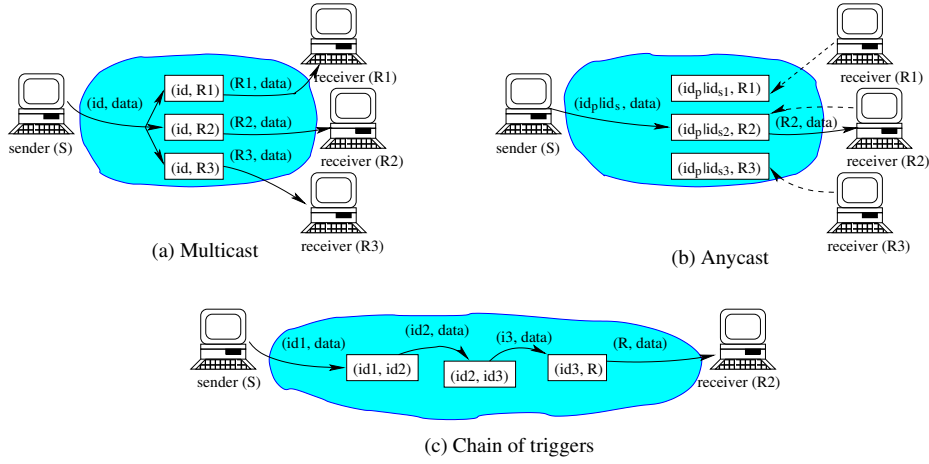 (id, data)
sender (S)
(id, R1)
(id, R2)
(id, R3)
(R1, data)
(R2, data)
(R3, data)
receiver (R1)
receiver (R2)
receiver (R3)
(a) Multicast
(id_p|id_s, data)
sender (S)
(id_p|id_s1, R1)
(id_p|id_s2, R2)
(id_p|id_s3, R3)
(R2, data)
receiver (R1)
receiver (R2)
receiver (R3)
(b) Anycast
(id1, data)
sender (S)
(id1, id2)
(id2, data)
(id2, id3)
(i3, data)
(id3, R)
(R, data)
receiver (R2)
(c) Chain of triggers